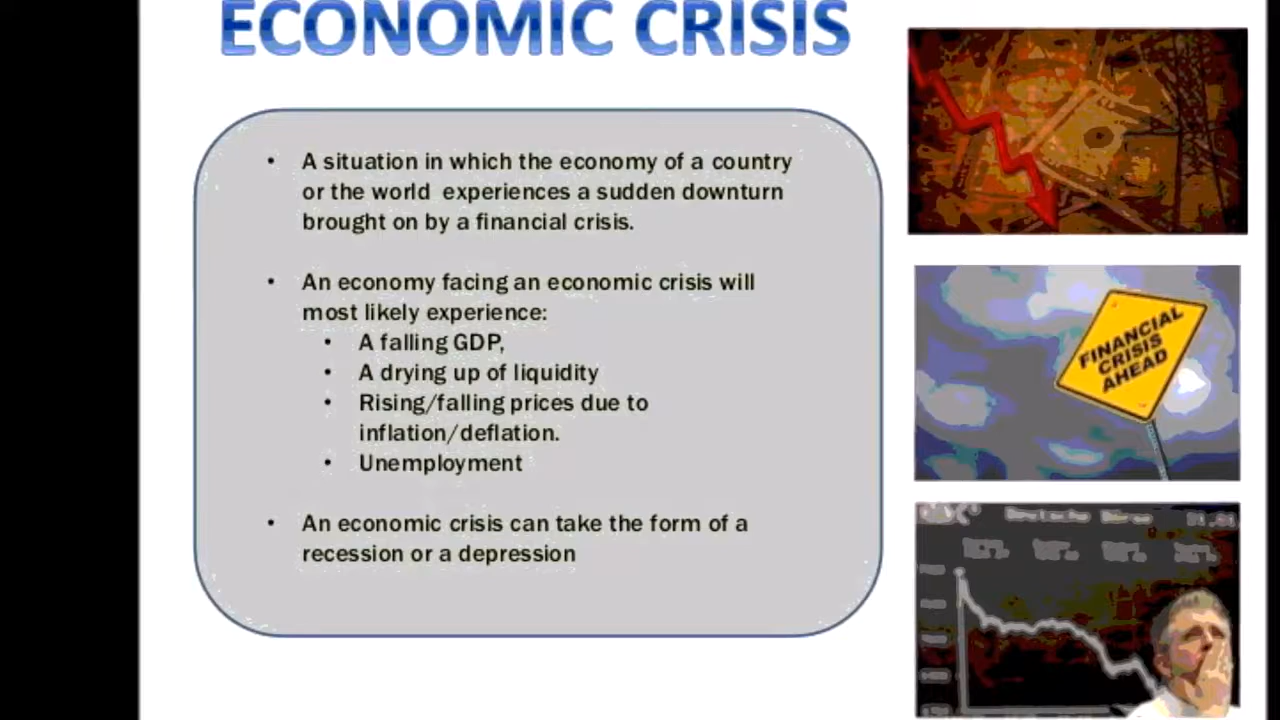 ECONOMIC CRISIS
• A situation in which the economy of a country
or the world experiences a sudden downturn
brought on by a financial crisis.
• An economy facing an economic crisis will
most likely experience:
• A falling GDP,
• A drying up of liquidity
• Rising/falling prices due to
inflation/deflation.
• Unemployment
• An economic crisis can take the form of a
recession or a depression
FINANCIAL
CRISIS
AHEAD